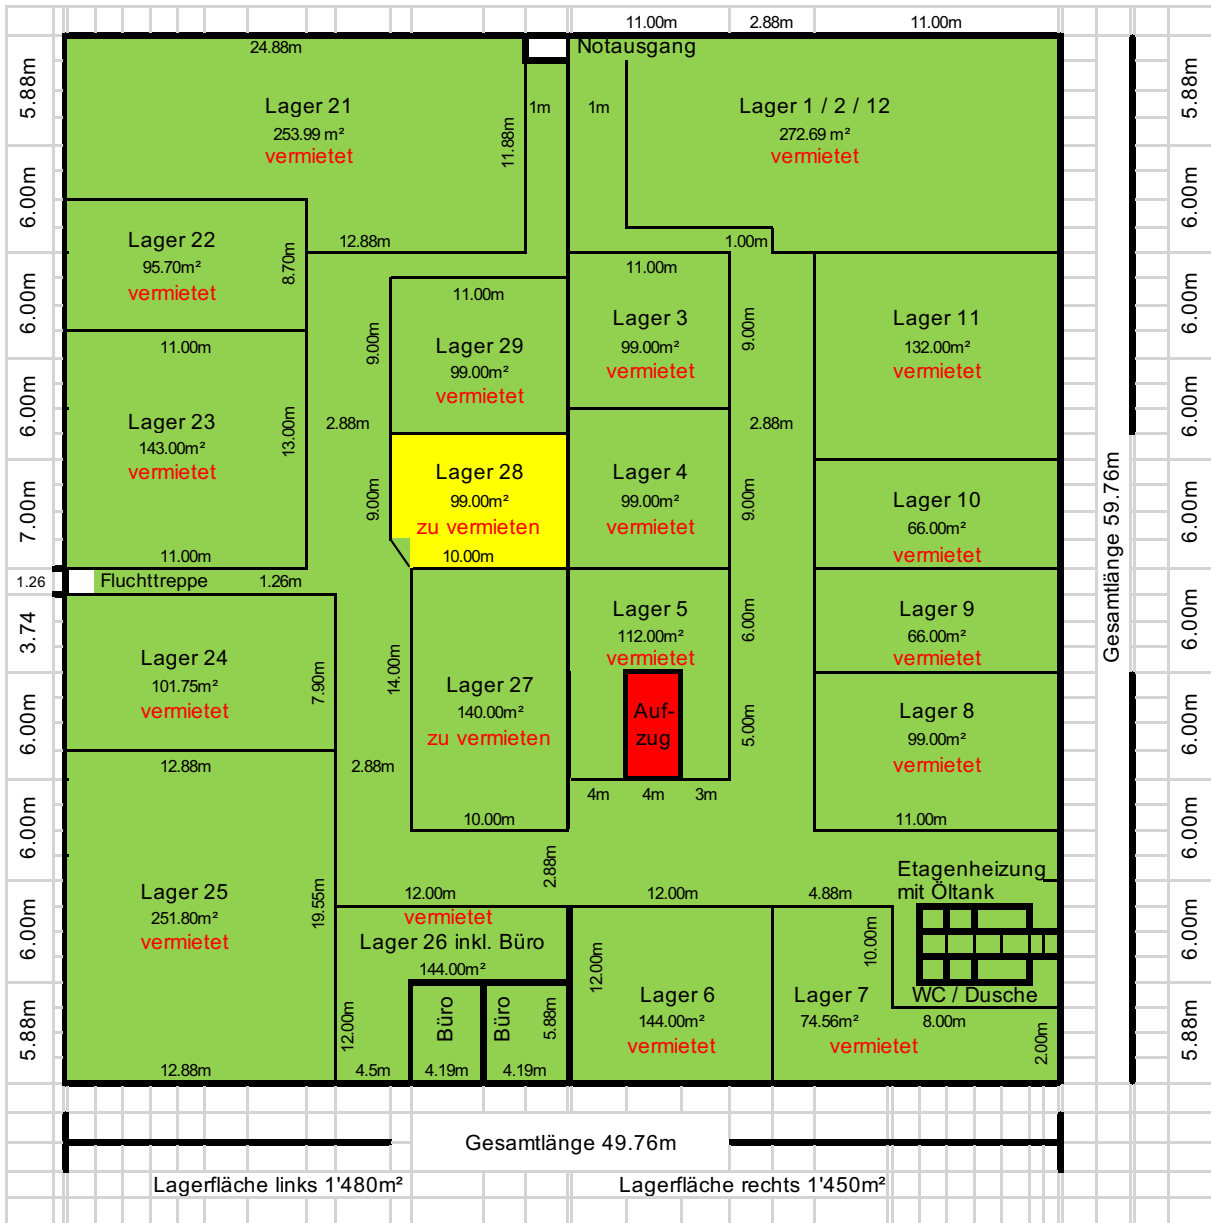 11.00m 2.88m 11.00m
24.88m
Notausgang
5.88m
6.00m
6.00m
6.00m
7.00m
1.26
3.74
6.00m
6.00m
6.00m
5.88m
Lager 21
253.99 m²
vermietet
11.88m
1m
1m
Lager 1 / 2 / 12
272.69 m²
vermietet
Lager 22
95.70m²
vermietet
8.70m
12.88m
1.00m
11.00m
11.00m
11.00m
Lager 29
99.00m²
vermietet
9.00m
Lager 3
99.00m²
vermietet
9.00m
Lager 11
132.00m²
vermietet
Lager 23
143.00m²
vermietet
13.00m
11.00m
2.88m
2.88m
Lager 28
99.00m²
zu vermieten
9.00m
10.00m
Lager 4
99.00m²
vermietet
9.00m
Lager 10
66.00m²
vermietet
Fluchttreppe 1.26m
Lager 5
112.00m²
vermietet
6.00m
5.00m
Auf-
zug
4m 4m 3m
Lager 9
66.00m²
vermietet
Lager 24
101.75m²
vermietet
7.90m
12.88m
2.88m
14.00m
Lager 27
140.00m²
zu vermieten
10.00m
Lager 8
99.00m²
vermietet
11.00m
2.88m
Etagenheizung
mit Öltank
Lager 25
251.80m²
vermietet
19.55m
12.88m
12.00m
vermietet
Lager 26 inkl. Büro
144.00m²
12.00m
Büro
Büro
5.88m
4.5m 4.19m 4.19m
12.00m
4.88m
12.00m
Lager 6
144.00m²
vermietet
10.00m
Lager 7
74.56m²
vermietet
WC / Dusche
8.00m
2.00m
Gesamtlänge 59.76m
5.88m
6.00m
6.00m
6.00m
6.00m
6.00m
6.00m
6.00m
6.00m
5.88m
Gesamtlänge 49.76m
Lagerfläche links 1'480m²
Lagerfläche rechts 1'450m²